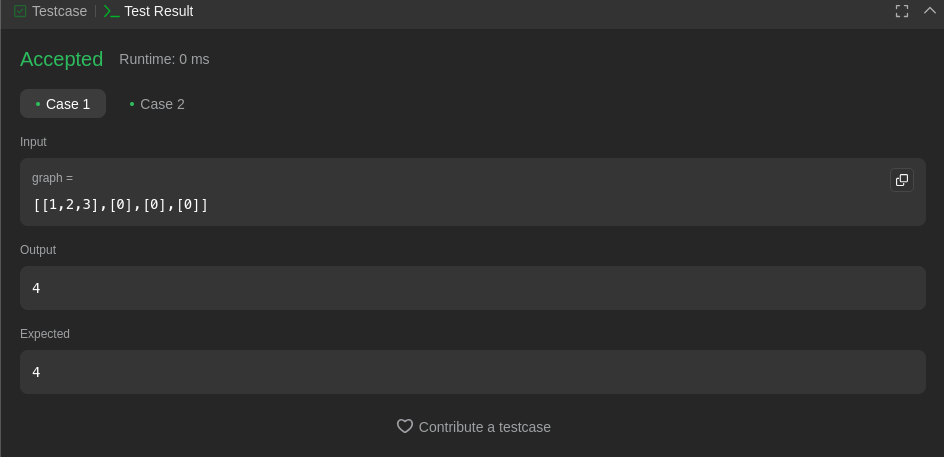 Testcase | Test Result
Accepted Runtime: 0 ms
Case 1 Case 2
Input
graph =
[[1,2,3],[0],[0],[0]]
Output
4
Expected
4
Contribute a testcase